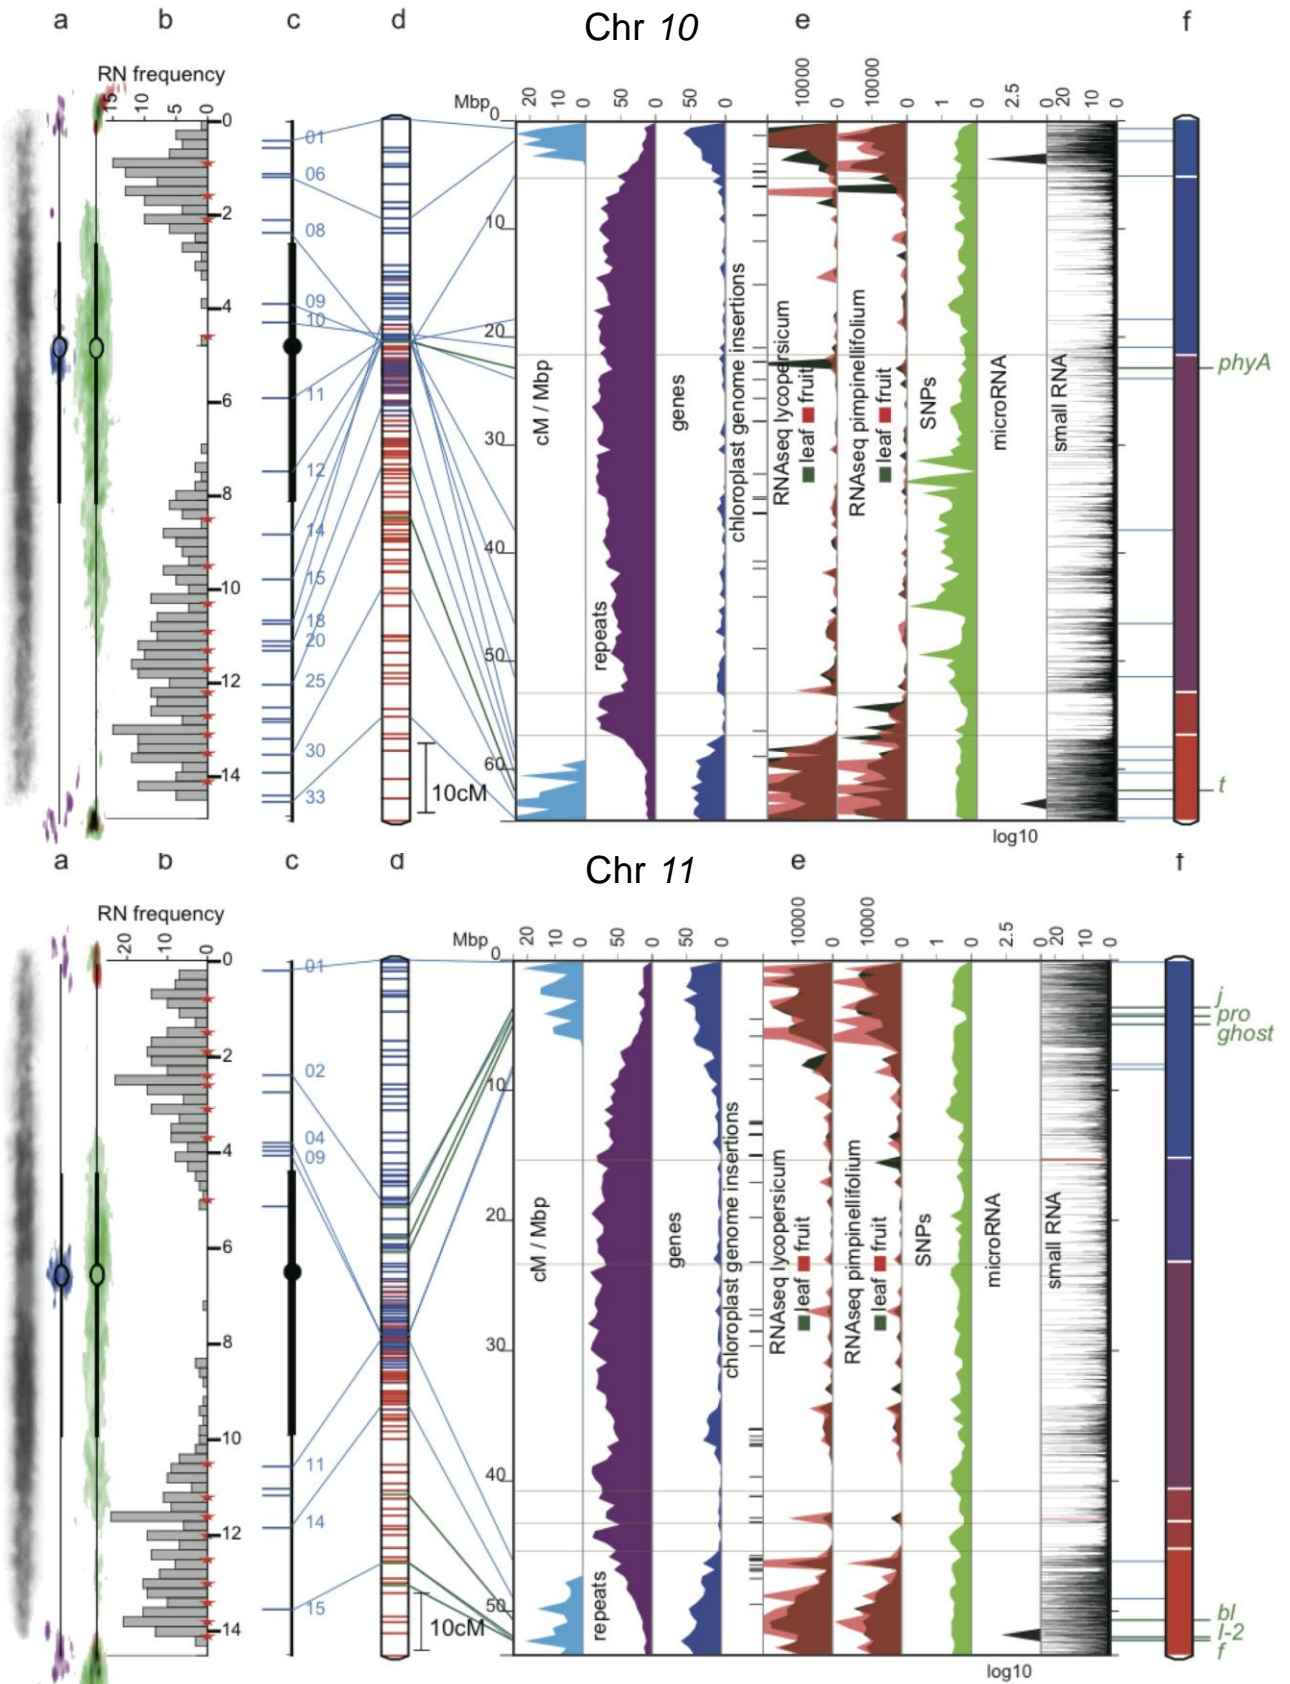 Chr 10
a b c d e f
RN frequency
15 10 5 0
Mbp
20 10 0 50 0 50 0 10000 0 10000 0 1 0 2.5 0 20 10 0
0
2
4
6
8
10
12
14
01
06
08
09
10
11
12
14
15
18
20
25
30
33
10cM
0
10
20
30
40
50
60
cM / Mbp
repeats
genes
chloroplast genome insertions
RNAseq lycopersicum
leaf fruit
RNAseq pimpinellifolium
leaf fruit
SNPs
microRNA
small RNA
log10
phyA
t
Chr 11
a b c d e f
RN frequency
20 10 0
Mbp
20 10 0 50 0 50 0 10000 0 10000 0 1 0 2.5 0 20 10 0
0
2
4
6
8
10
12
14
01
02
04
09
11
14
15
10cM
0
10
20
30
40
50
cM / Mbp
repeats
genes
chloroplast genome insertions
RNAseq lycopersicum
leaf fruit
RNAseq pimpinellifolium
leaf fruit
SNPs
microRNA
small RNA
log10
j
pro
ghost
bl
I-2
f